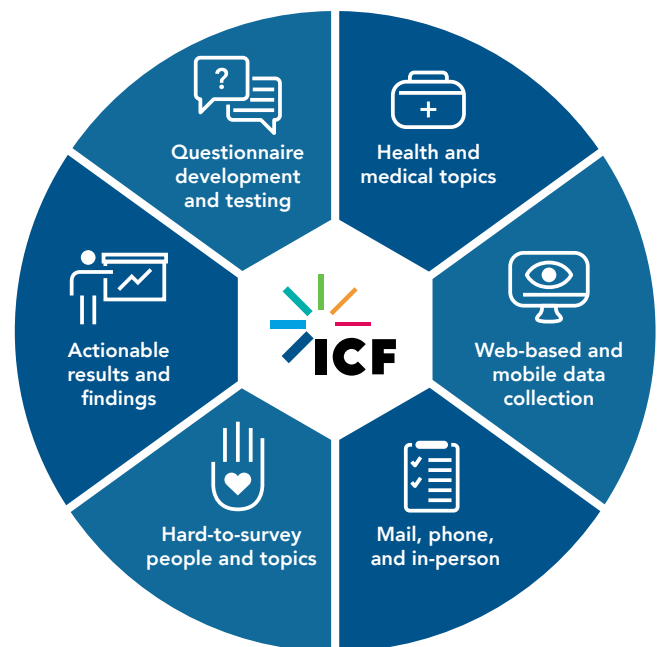 ?
Questionnaire
development
and testing
Health and
medical topics
Web-based and
mobile data
collection
Mail, phone,
and in-person
Hard-to-survey
people and topics
Actionable
results and
findings
ICF